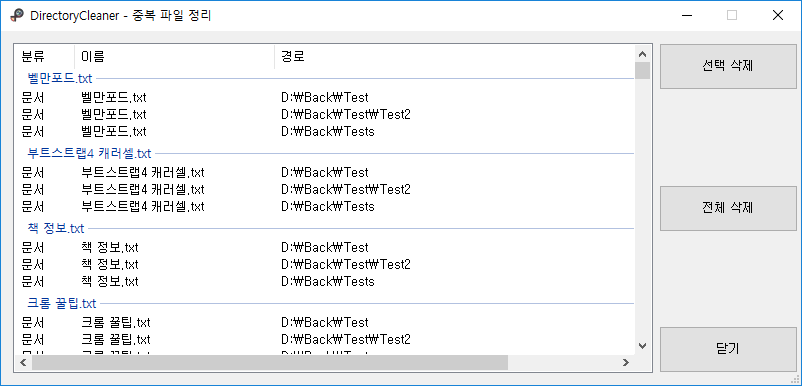 DirectoryCleaner - 중복 파일 정리
분류 이름 경로
벨만포드.txt
문서 벨만포드.txt D:₩Back₩Test
문서 벨만포드.txt D:₩Back₩Test₩Test2
문서 벨만포드.txt D:₩Back₩Tests
부트스트랩4 캐러셀.txt
문서 부트스트랩4 캐러셀.txt D:₩Back₩Test
문서 부트스트랩4 캐러셀.txt D:₩Back₩Test₩Test2
문서 부트스트랩4 캐러셀.txt D:₩Back₩Tests
책 정보.txt
문서 책 정보.txt D:₩Back₩Test
문서 책 정보.txt D:₩Back₩Test₩Test2
문서 책 정보.txt D:₩Back₩Tests
크롬 꿀팁.txt
문서 크롬 꿀팁.txt D:₩Back₩Test
문서 크롬 꿀팁.txt D:₩Back₩Test₩Test2
선택 삭제
전체 삭제
닫기